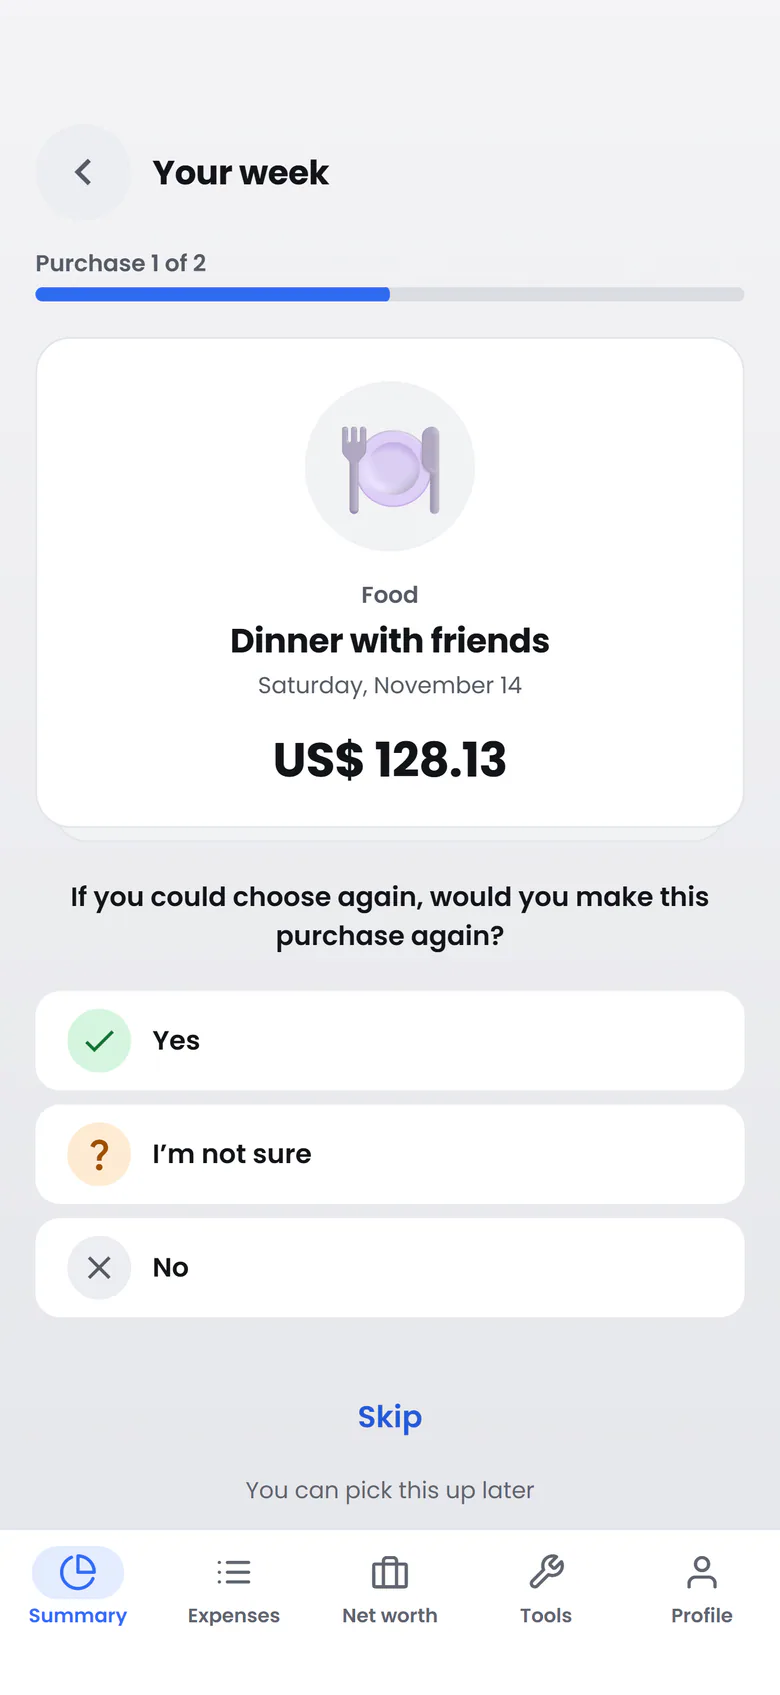 Your week
Purchase 1 of 2
Food
Dinner with friends
Saturday, November 14
US$ 128.13
If you could choose again, would you make this
purchase again?
Yes
?
I’m not sure
No
Skip
You can pick this up later
Summary
Expenses
Net worth
Tools
Profile